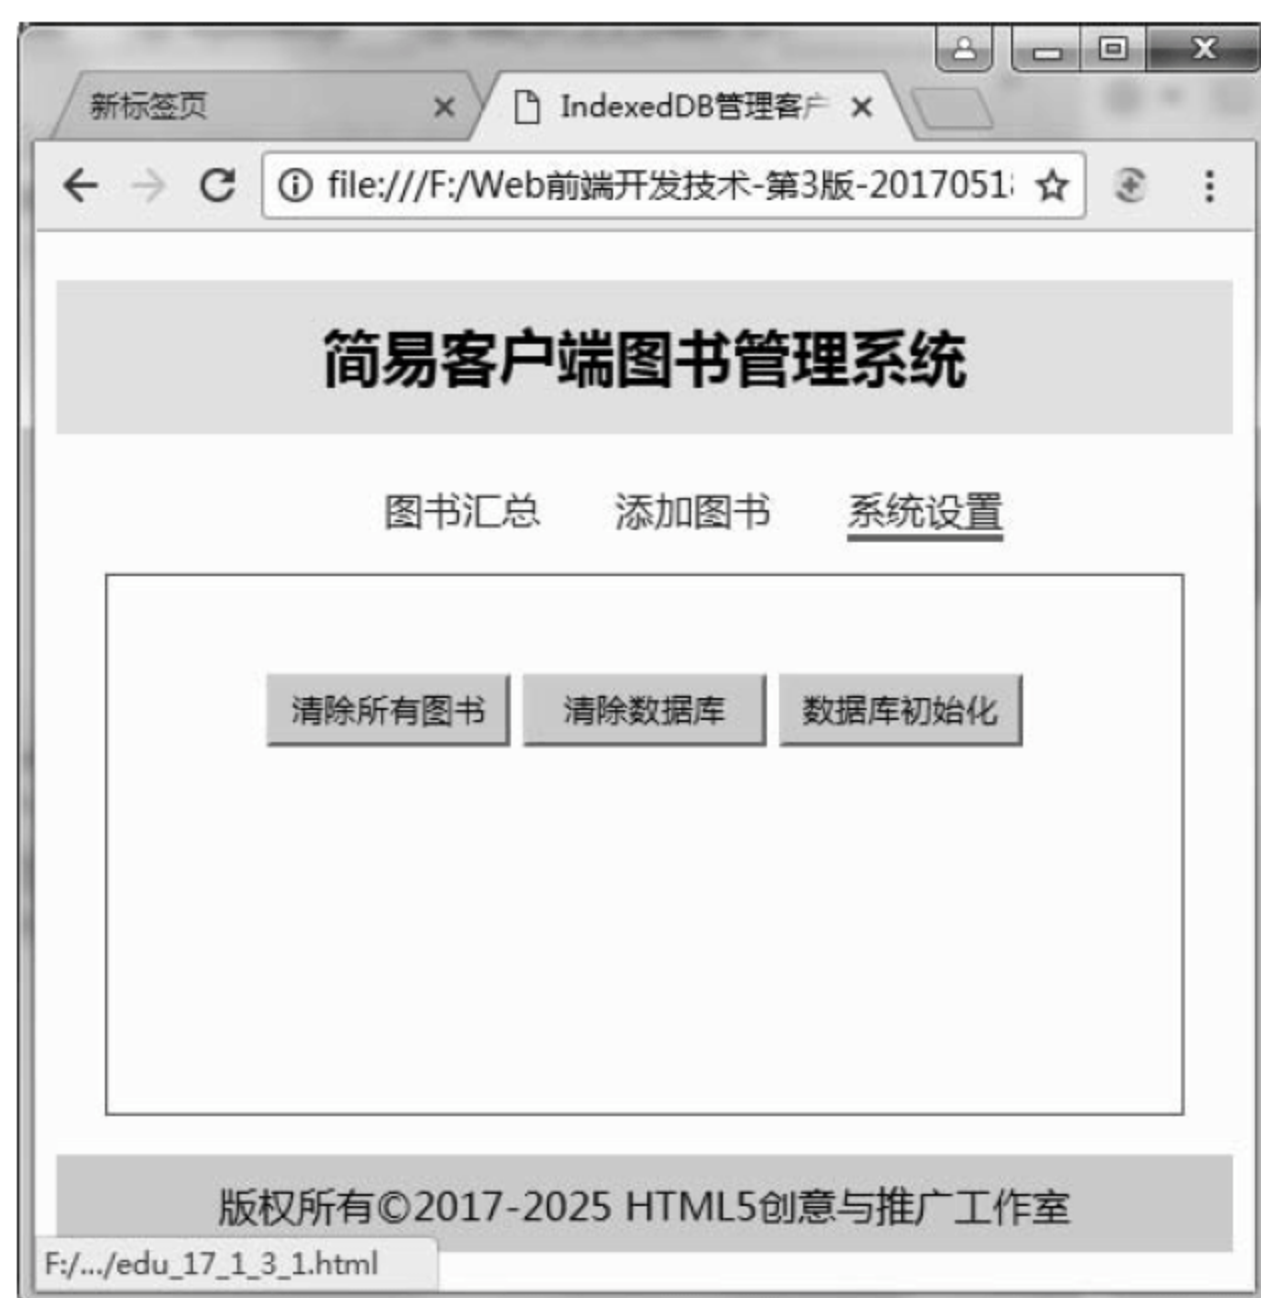 新标签页
IndexedDB管理客户
file:///F:/Web前端开发技术-第3版-2017051
简易客户端图书管理系统
图书汇总 添加图书 系统设置
清除所有图书 清除数据库 数据库初始化
版权所有©2017-2025 HTML5创意与推广工作室
F:/.../edu_17_1_3_1.html